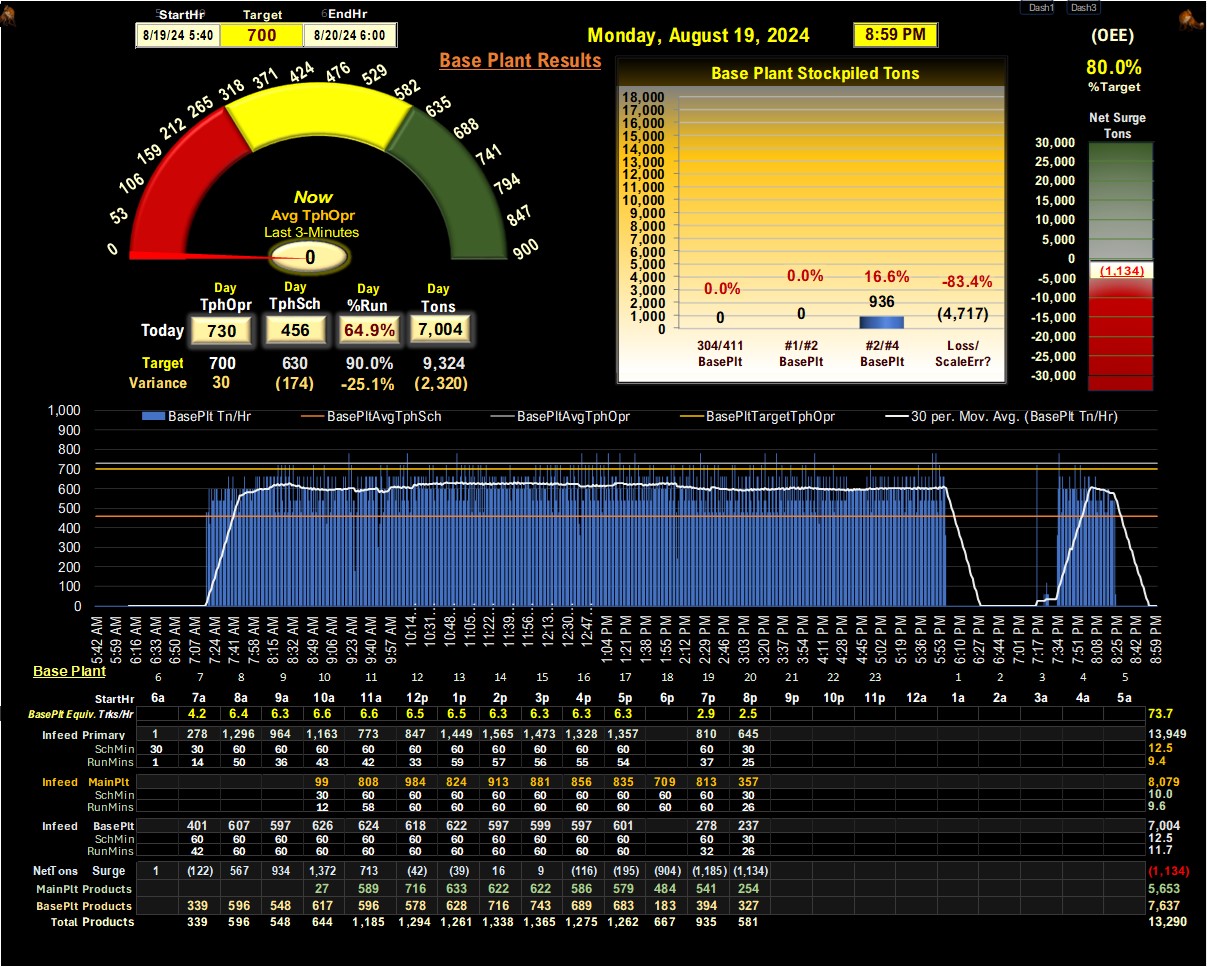 Dash1 Dash3
StartHr Target EndHr
8/19/24 5:40 700 8/20/24 6:00
Monday, August 19, 2024 8:59 PM
(OEE)
80.0%
%Target
Base Plant Results
Base Plant Stockpiled Tons
Net Surge
Tons
0 53 106 159 212 265 318 371 424 476 529 582 635 688 741 794 847 900
Now
Avg TphOpr
Last 3-Minutes
0
18,000
17,000
16,000
15,000
14,000
13,000
12,000
11,000
10,000
9,000
8,000
7,000
6,000
5,000
4,000
3,000
2,000
1,000
0
0.0% 0.0% 16.6% -83.4%
0 0 936 (4,717)
304/411 #1/#2 #2/#4 Loss/
BasePlt BasePlt BasePlt ScaleErr?
30,000
25,000
20,000
15,000
10,000
5,000
0
(1,134)
-5,000
-10,000
-15,000
-20,000
-25,000
-30,000
Day Day Day Day
TphOpr TphSch %Run Tons
Today 730 456 64.9% 7,004
Target 700 630 90.0% 9,324
Variance 30 (174) -25.1% (2,320)
BasePlt Tn/Hr BasePltAvgTphSch BasePltAvgTphOpr BasePltTargetTphOpr 30 per. Mov. Avg. (BasePlt Tn/Hr)
1,000
900
800
700
600
500
400
300
200
100
0
5:42 AM 5:59 AM 6:16 AM 6:33 AM 6:50 AM 7:07 AM 7:24 AM 7:41 AM 7:58 AM 8:15 AM 8:32 AM 8:49 AM 9:06 AM 9:23 AM 9:40 AM 9:57 AM 10:14… 10:31… 10:48… 11:05… 11:22… 11:39… 11:56… 12:13… 12:30… 12:47… 1:04 PM 1:21 PM 1:38 PM 1:55 PM 2:12 PM 2:29 PM 2:46 PM 3:03 PM 3:20 PM 3:37 PM 3:54 PM 4:11 PM 4:28 PM 4:45 PM 5:02 PM 5:19 PM 5:36 PM 5:53 PM 6:10 PM 6:27 PM 6:44 PM 7:01 PM 7:17 PM 7:34 PM 7:51 PM 8:08 PM 8:25 PM 8:42 PM 8:59 PM
Base Plant 6 7 8 9 10 11 12 13 14 15 16 17 18 19 20 21 22 23 1 2 3 4 5
StartHr 6a 7a 8a 9a 10a 11a 12p 1p 2p 3p 4p 5p 6p 7p 8p 9p 10p 11p 12a 1a 2a 3a 4a 5a
BasePlt Equiv. Trks/Hr 4.2 6.4 6.3 6.6 6.6 6.5 6.5 6.3 6.3 6.3 6.3 2.9 2.5 73.7
Infeed Primary 1 278 1,296 964 1,163 773 847 1,449 1,565 1,473 1,328 1,357 810 645 13,949
SchMin 30 30 60 60 60 60 60 60 60 60 60 60 60 30 12.5
RunMins 1 14 50 36 43 42 33 59 57 56 55 54 37 25 9.4
Infeed MainPlt 99 808 984 824 913 881 856 835 709 813 357 8,079
SchMin 30 60 60 60 60 60 60 60 60 60 30 10.0
RunMins 12 58 60 60 60 60 60 60 60 60 26 9.6
Infeed BasePlt 401 607 597 626 624 618 622 597 599 597 601 278 237 7,004
SchMin 60 60 60 60 60 60 60 60 60 60 60 60 30 12.5
RunMins 42 60 60 60 60 60 60 60 60 60 60 32 26 11.7
NetTons Surge 1 (122) 567 934 1,372 713 (42) (39) 16 9 (116) (195) (904) (1,185) (1,134) (1,134)
MainPlt Products 27 589 716 633 622 622 586 579 484 541 254 5,653
BasePlt Products 339 596 548 617 596 578 628 716 743 689 683 183 394 327 7,637
Total Products 339 596 548 644 1,185 1,294 1,261 1,338 1,365 1,275 1,262 667 935 581 13,290